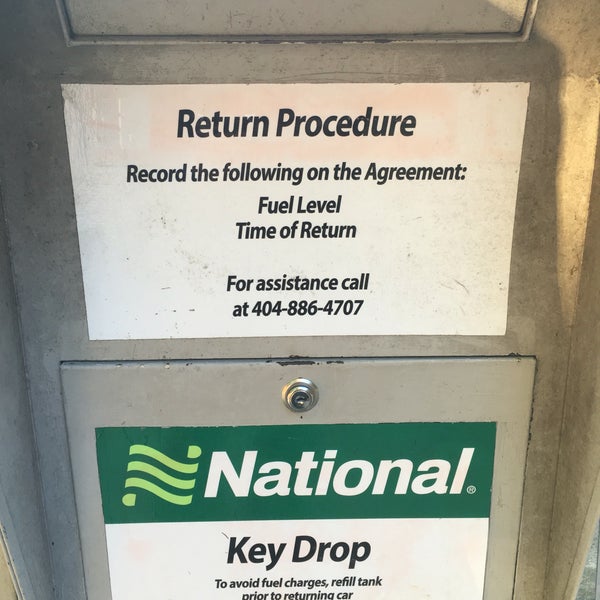 Return Procedure
Record the following on the Agreement:
Fuel Level
Time of Return
For assistance call
at 404-886-4707
National®
Key Drop
To avoid fuel charges, refill tank
prior to returning car